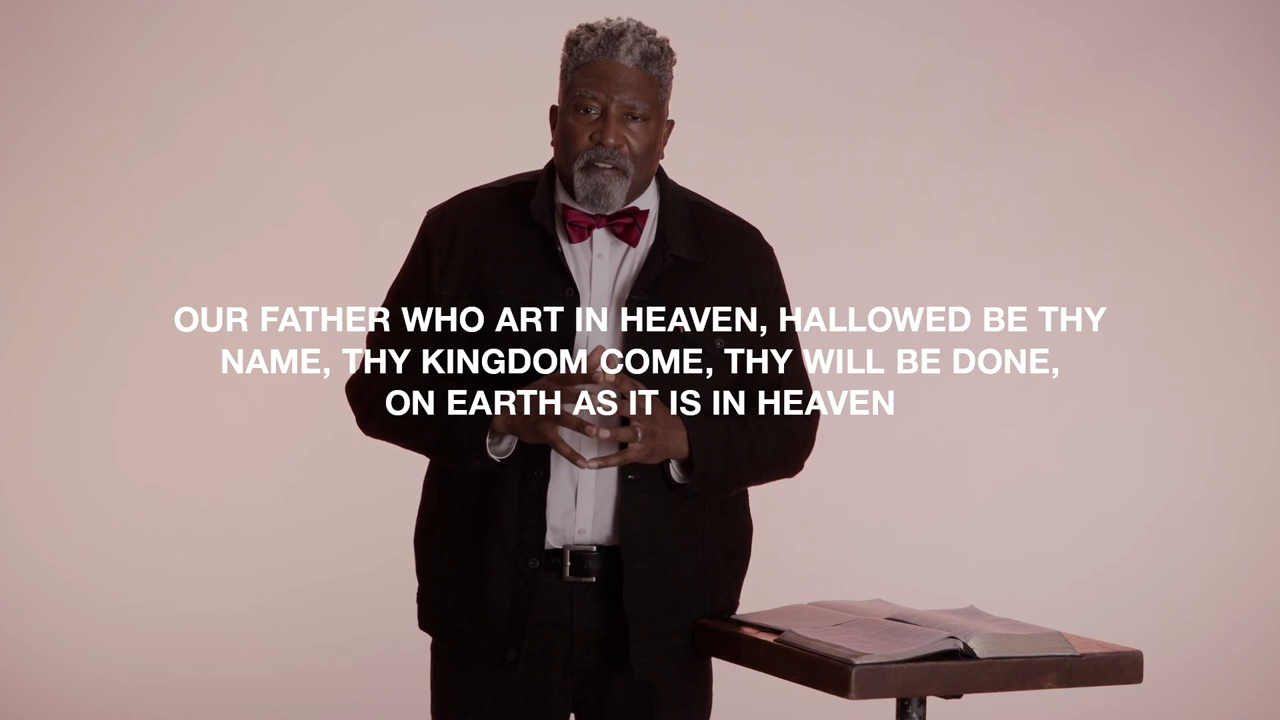 OUR FATHER WHO ART IN HEAVEN, HALLOWED BE THY
NAME, THY KINGDOM COME, THY WILL BE DONE,
ON EARTH AS IT IS IN HEAVEN